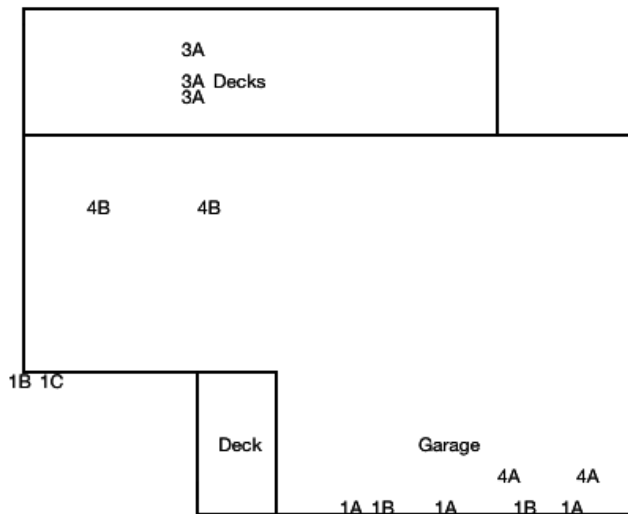 3A
3A Decks
3A
4B 4B
1B 1C
Deck Garage
4A 4A
1A 1B 1A 1B 1A